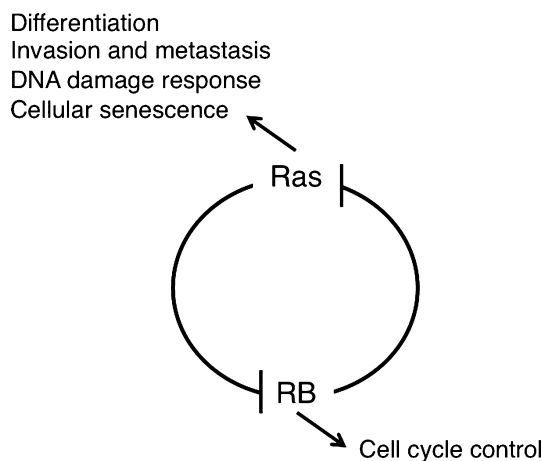 Differentiation
Invasion and metastasis
DNA damage response
Cellular senescence
Ras
RB
Cell cycle control